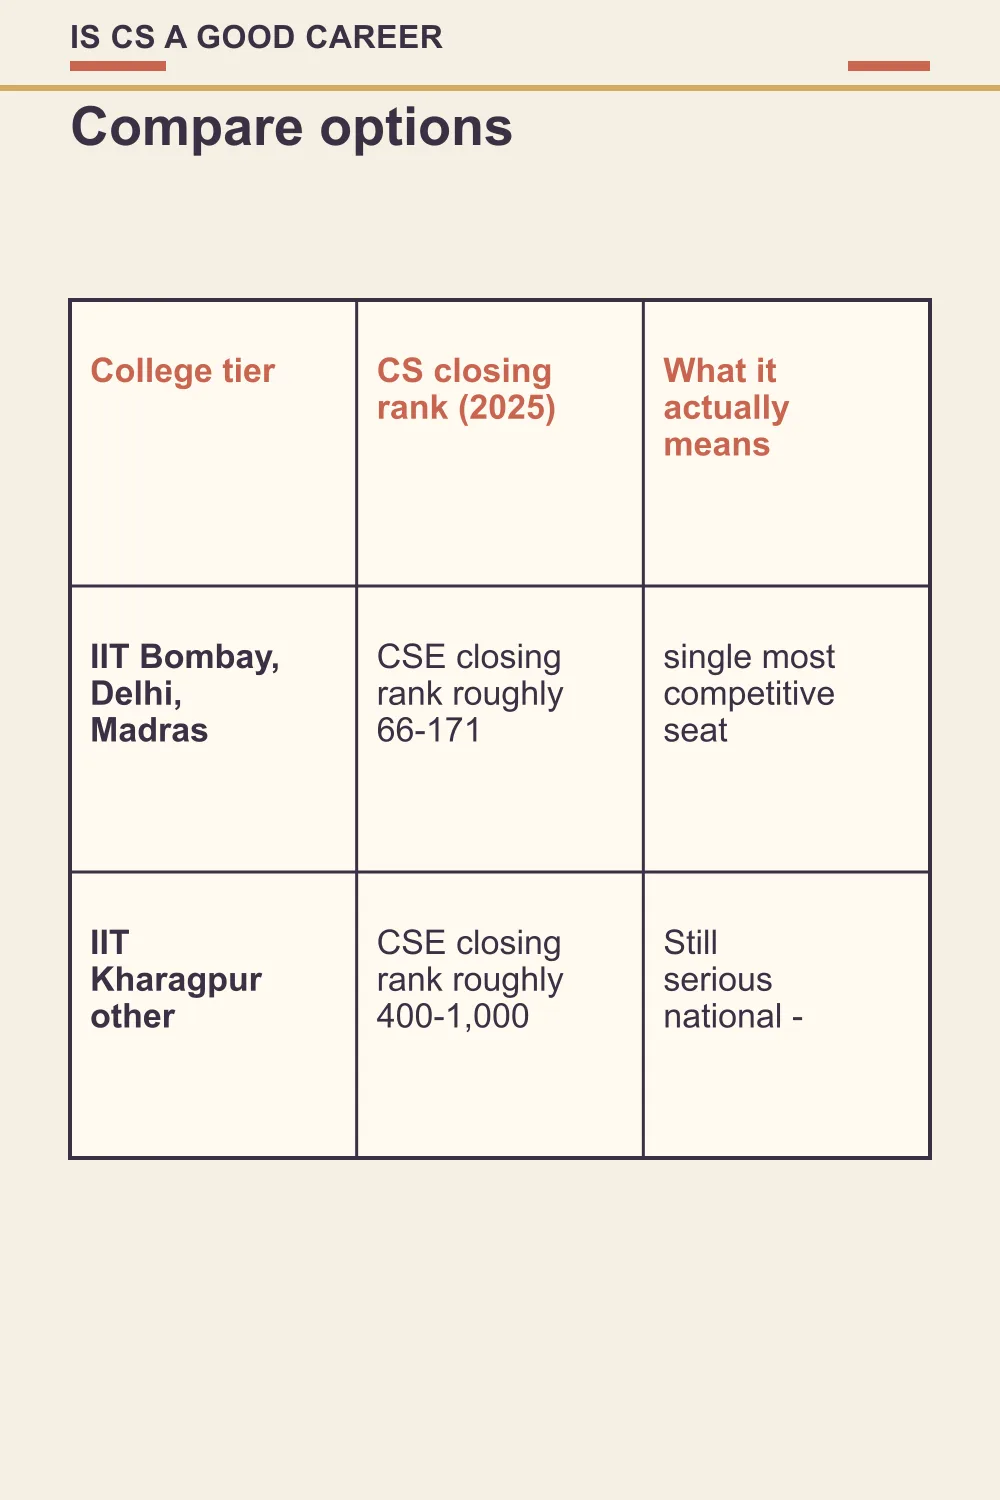 IS CS A GOOD CAREER
Compare options
College tier
CS closing
rank (2025)
What it
actually
means
IIT Bombay,
Delhi,
Madras
CSE closing
rank roughly
66-171
single most
competitive
seat
IIT
Kharagpur
other
CSE closing
rank roughly
400-1,000
Still
serious
national -